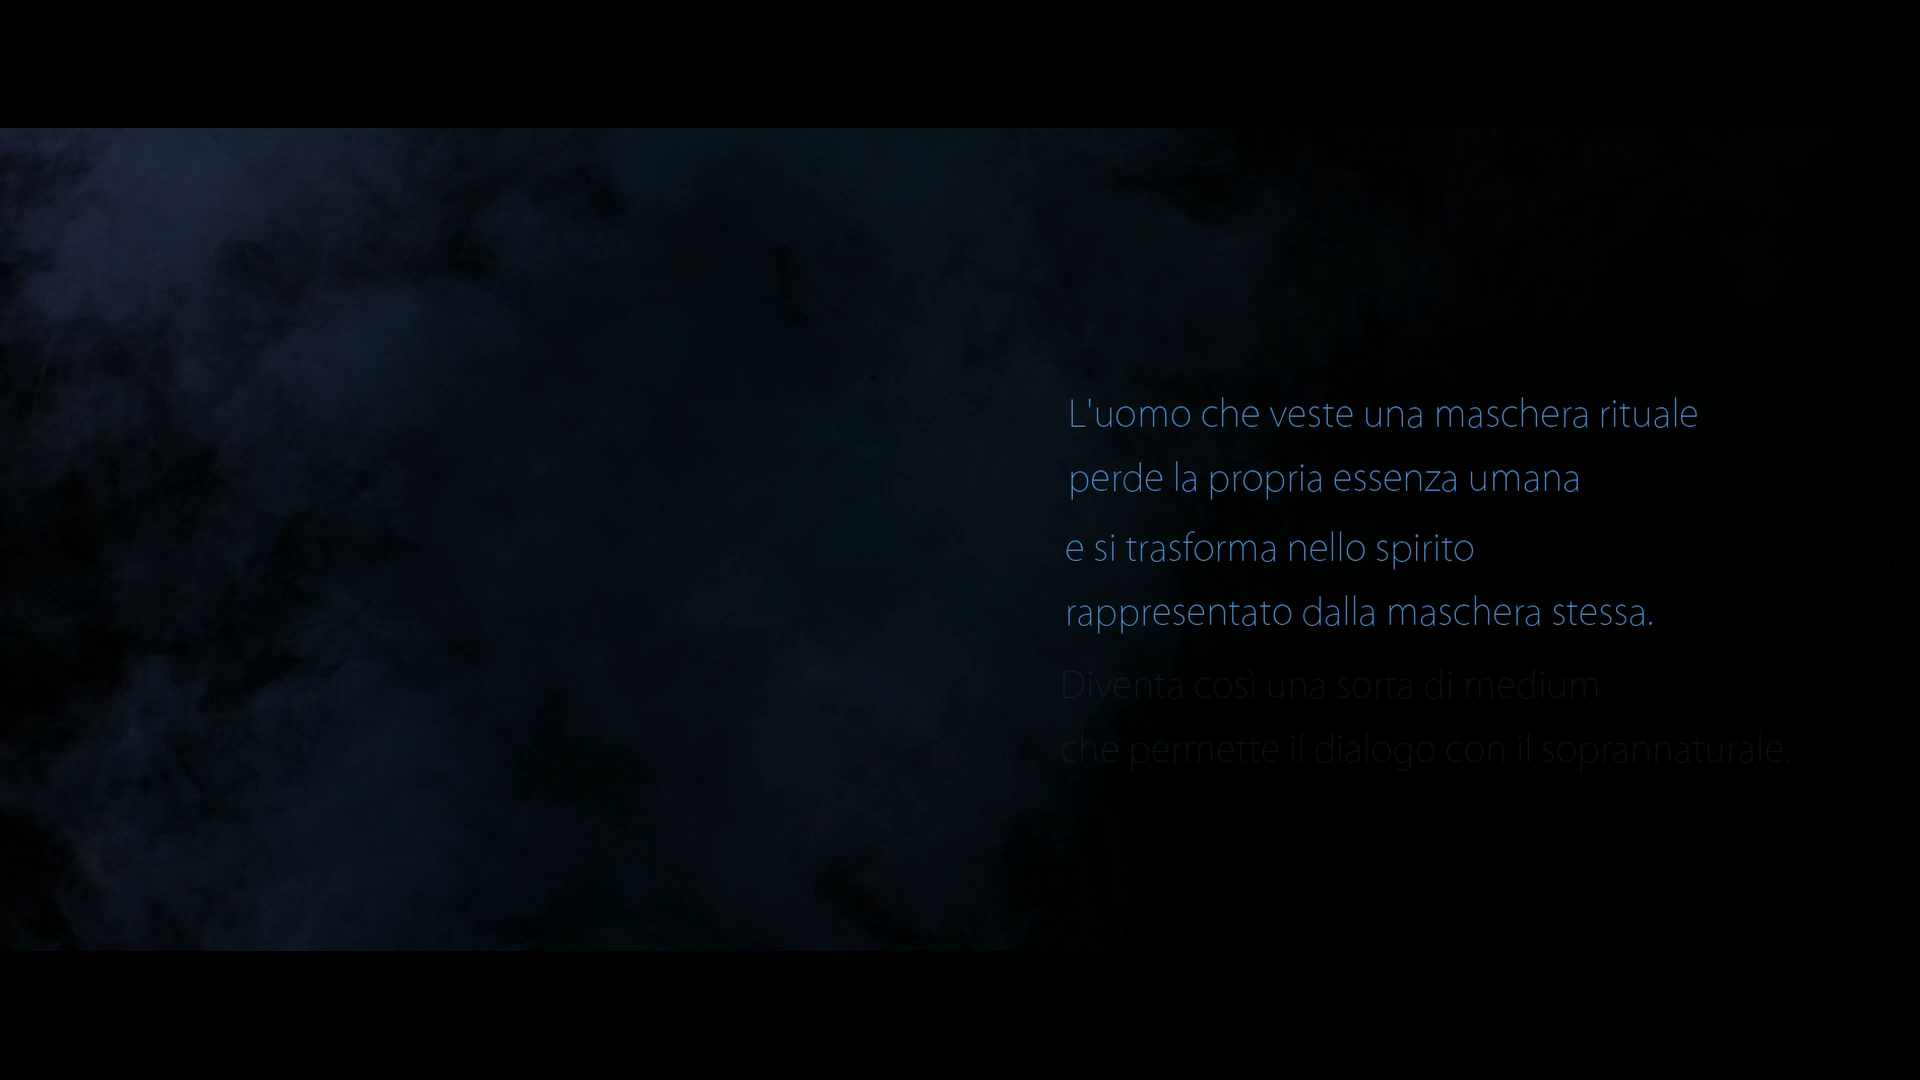 L'uomo che veste una maschera rituale
perde la propria essenza umana
e si trasforma nello spirito
rappresentato dalla maschera stessa.
Diventa così una sorta di medium
che permette il dialogo con il soprannaturale.